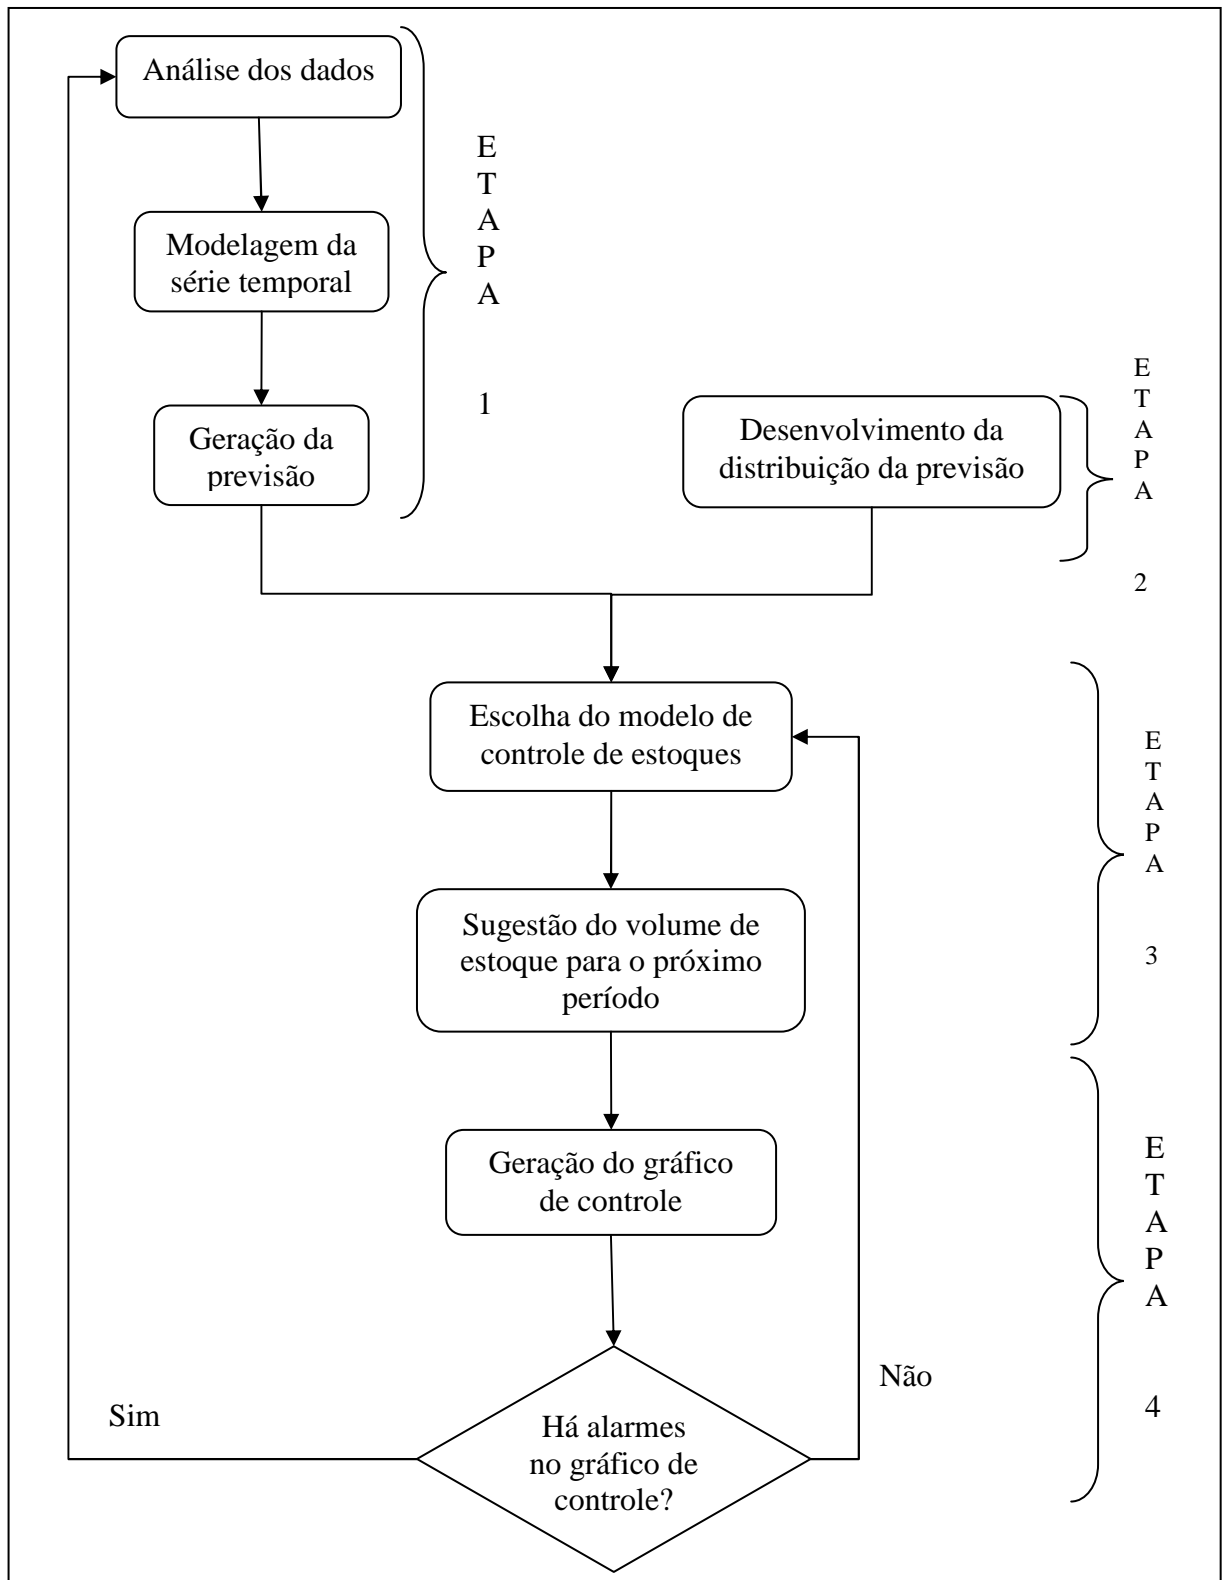 Análise dos dados
E
T
A
P
A
1
Modelagem da
série temporal
Geração da
previsão
Desenvolvimento da
distribuição da previsão
E
T
A
P
A
2
Escolha do modelo de
controle de estoques
E
T
A
P
A
3
Sugestão do volume de
estoque para o próximo
período
Geração do gráfico
de controle
E
T
A
P
A
4
Não
Sim
Há alarmes
no gráfico de
controle?